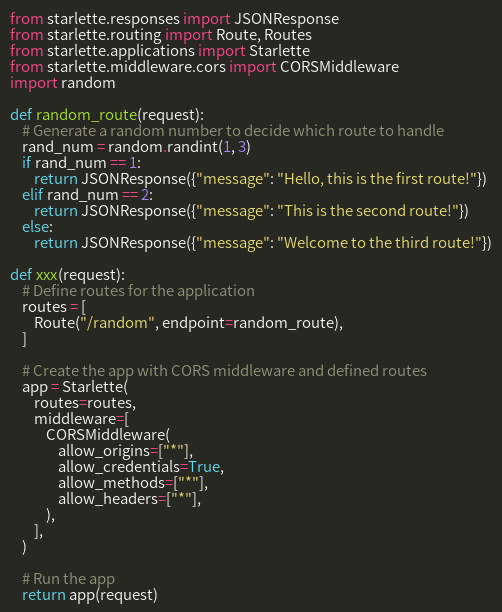 from starlette.responses import JSONResponse
from starlette.routing import Route, Routes
from starlette.applications import Starlette
from starlette.middleware.cors import CORSMiddleware
import random

def random_route(request):
    # Generate a random number to decide which route to handle
    rand_num = random.randint(1, 3)
    if rand_num == 1:
        return JSONResponse({"message": "Hello, this is the first route!"})
    elif rand_num == 2:
        return JSONResponse({"message": "This is the second route!"})
    else:
        return JSONResponse({"message": "Welcome to the third route!"})

def xxx(request):
    # Define routes for the application
    routes = [
        Route("/random", endpoint=random_route),
    ]

    # Create the app with CORS middleware and defined routes
    app = Starlette(
        routes=routes,
        middleware=[
            CORSMiddleware(
                allow_origins=["*"],
                allow_credentials=True,
                allow_methods=["*"],
                allow_headers=["*"],
            ),
        ],
    )

    # Run the app
    return app(request)